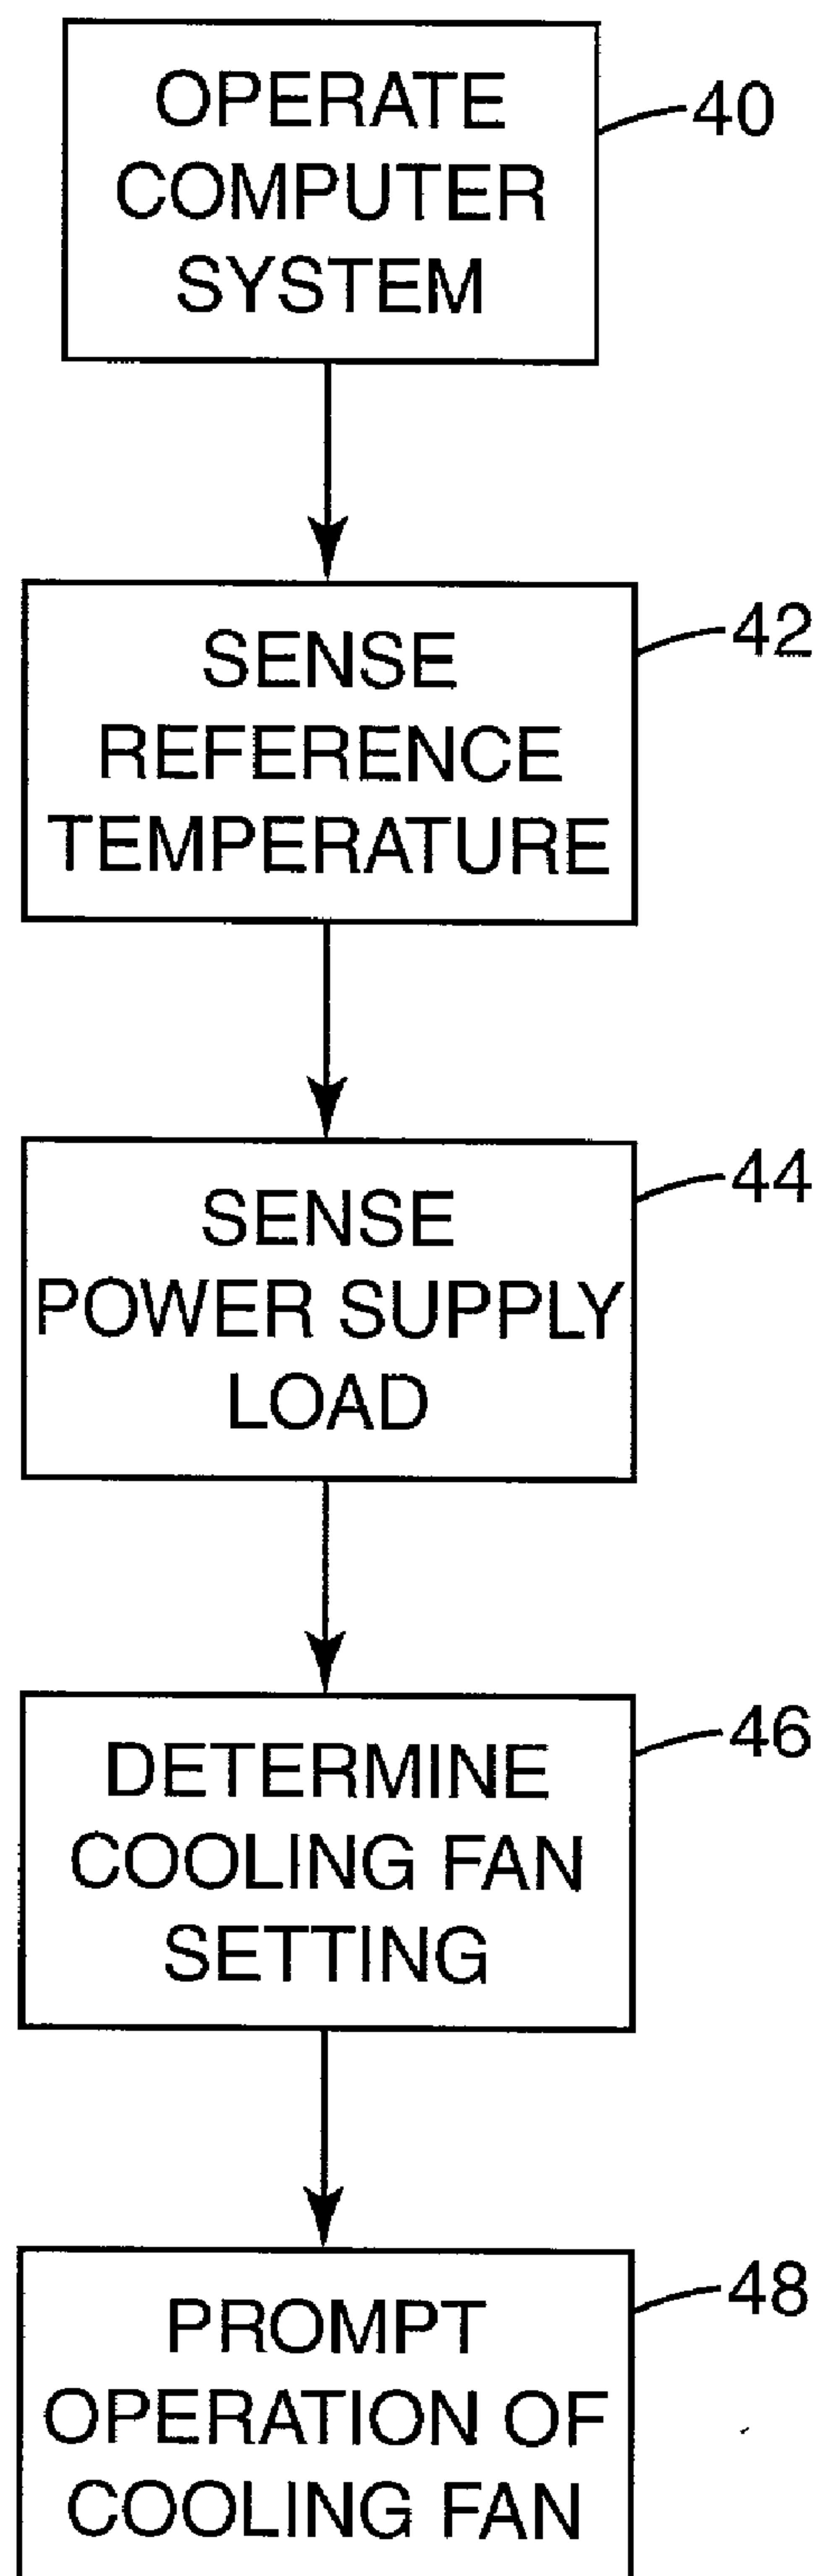 OPERATE
COMPUTER
SYSTEM
40
SENSE
REFERENCE
TEMPERATURE
42
SENSE
POWER SUPPLY
LOAD
44
DETERMINE
COOLING FAN
SETTING
46
PROMPT
OPERATION OF
COOLING FAN
48